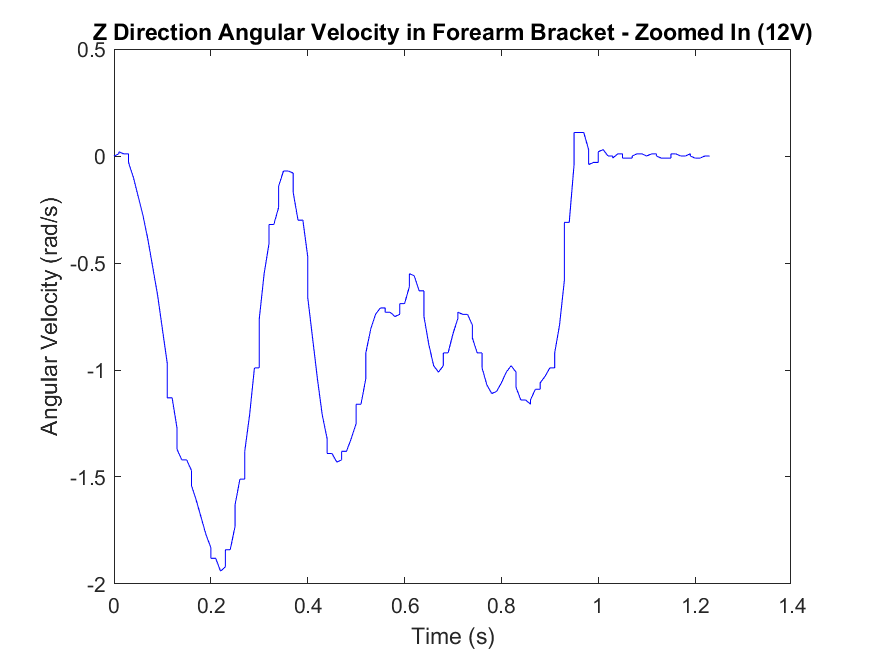 Z Direction Angular Velocity in Forearm Bracket - Zoomed In (12V)
0.5
0
-0.5
-1
-1.5
-2
Angular Velocity (rad/s)
0 0.2 0.4 0.6 0.8 1 1.2 1.4
Time (s)